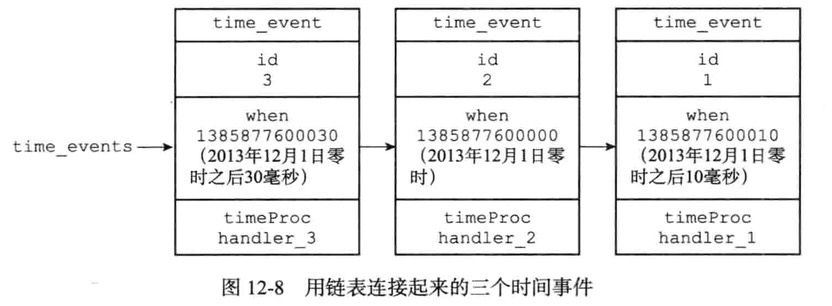 time_event
id
3
when
1385877600030
（2013年12月1日零
时之后30毫秒）
timeProc
handler_3
time_event
id
2
when
1385877600000
（2013年12月1日零
时）
timeProc
handler_2
time_event
id
1
when
1385877600010
（2013年12月1日零
时之后10毫秒）
timeProc
handler_1
time_events
图 12-8 用链表连接起来的三个时间事件